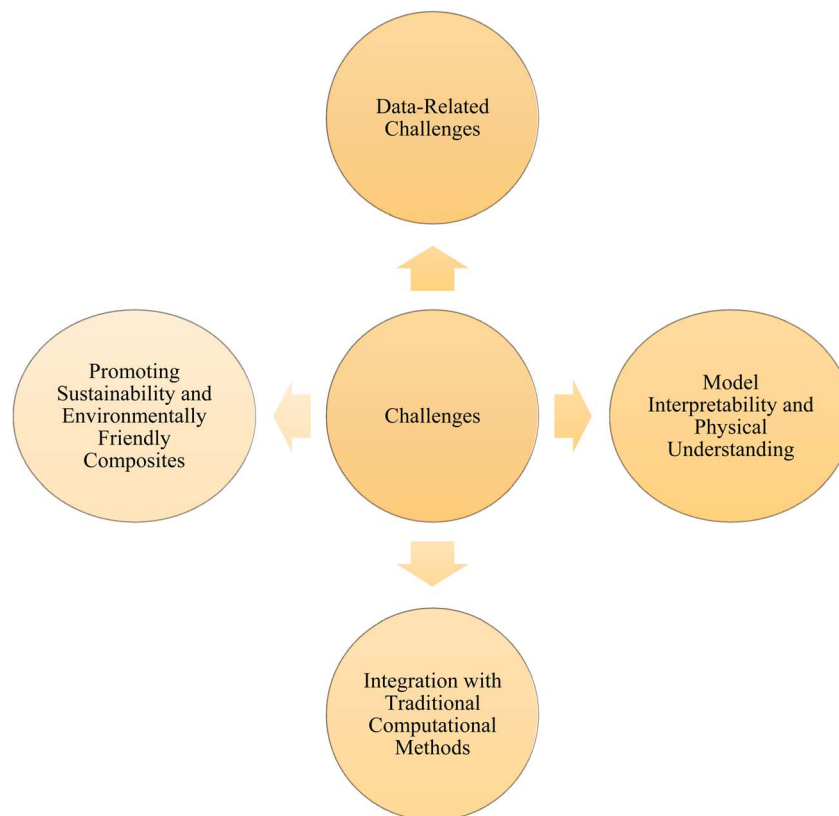 Data-Related
Challenges
Promoting
Sustainability and
Environmentally
Friendly
Composites
Challenges
Model
Interpretability and
Physical
Understanding
Integration with
Traditional
Computational
Methods